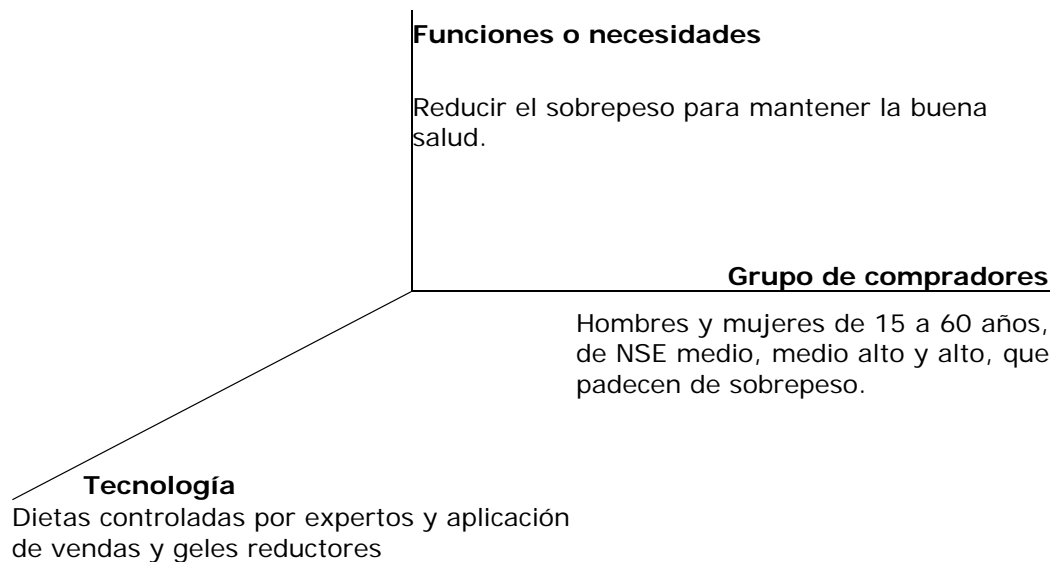 Funciones o necesidades
Reducir el sobrepeso para mantener la buena
salud.
Grupo de compradores
Hombres y mujeres de 15 a 60 años,
de NSE medio, medio alto y alto, que
padecen de sobrepeso.
Tecnología
Dietas controladas por expertos y aplicación
de vendas y geles reductores